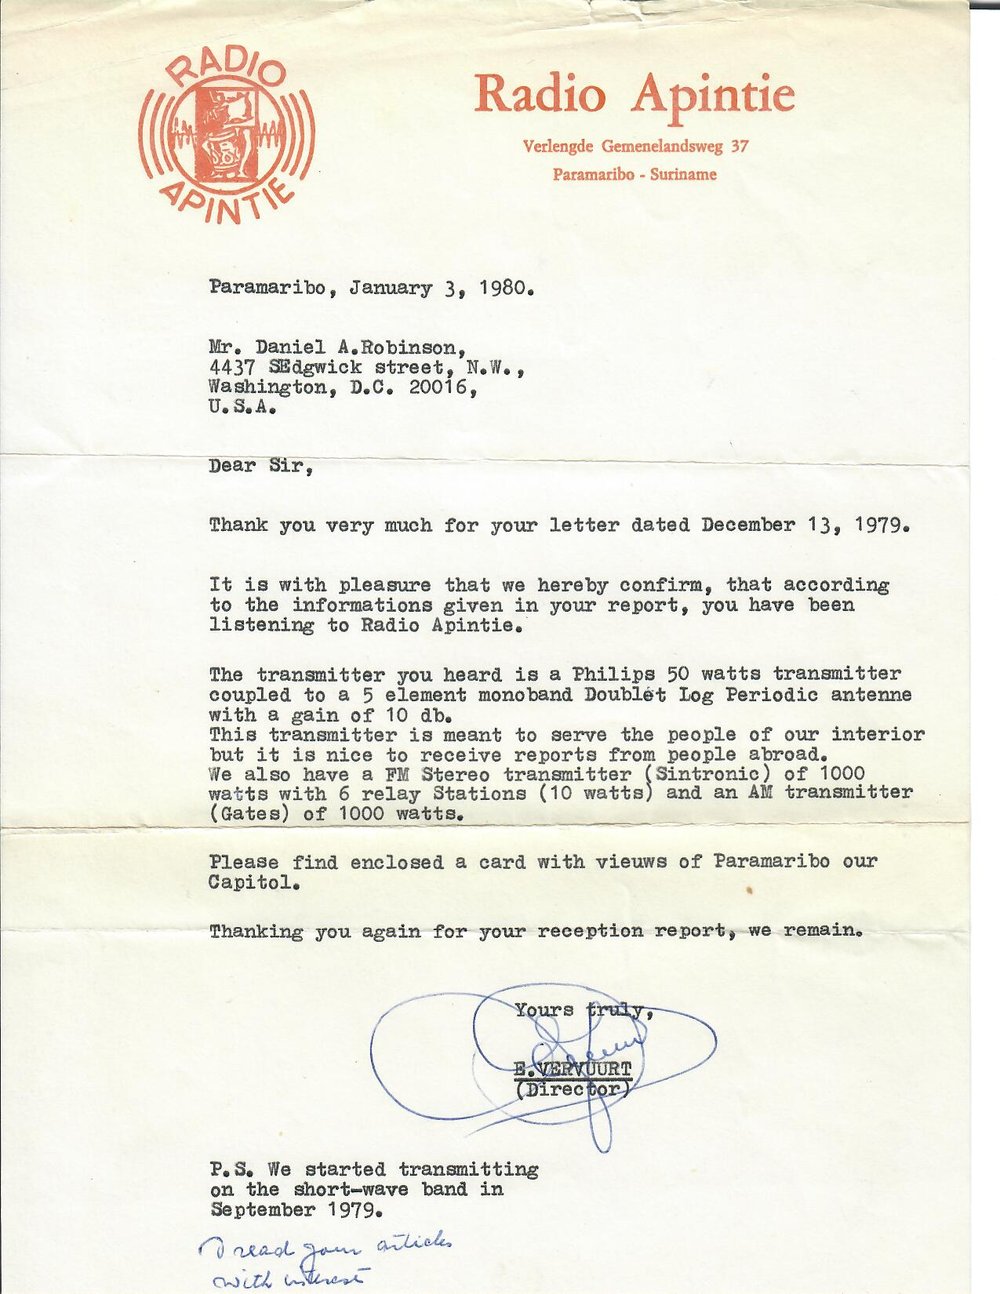 RADIO
APINTIE
Radio Apintie
Verlengde Gemenelandsweg 37
Paramaribo - Suriname
Paramaribo, January 3, 1980.
Mr. Daniel A.Robinson,
4437 SEdgwick street, N.W.,
Washington, D.C. 20016,
U.S.A.
Dear Sir,
Thank you very much for your letter dated December 13, 1979.
It is with pleasure that we hereby confirm, that according
to the informations given in your report, you have been
listening to Radio Apintie.
The transmitter you heard is a Philips 50 watts transmitter
coupled to a 5 element monoband Doublet Log Periodic antenne
with a gain of 10 db.
This transmitter is meant to serve the people of our interior
but it is nice to receive reports from people abroad.
We also have a FM Stereo transmitter (Sintronic) of 1000
watts with 6 relay Stations (10 watts) and an AM transmitter
(Gates) of 1000 watts.
Please find enclosed a card with vieuws of Paramaribo our
Capitol.
Thanking you again for your reception report, we remain.
Yours truly,
E.VERVUURT
(Director)
P.S. We started transmitting
on the short-wave band in
September 1979.
I read your articles
with interest